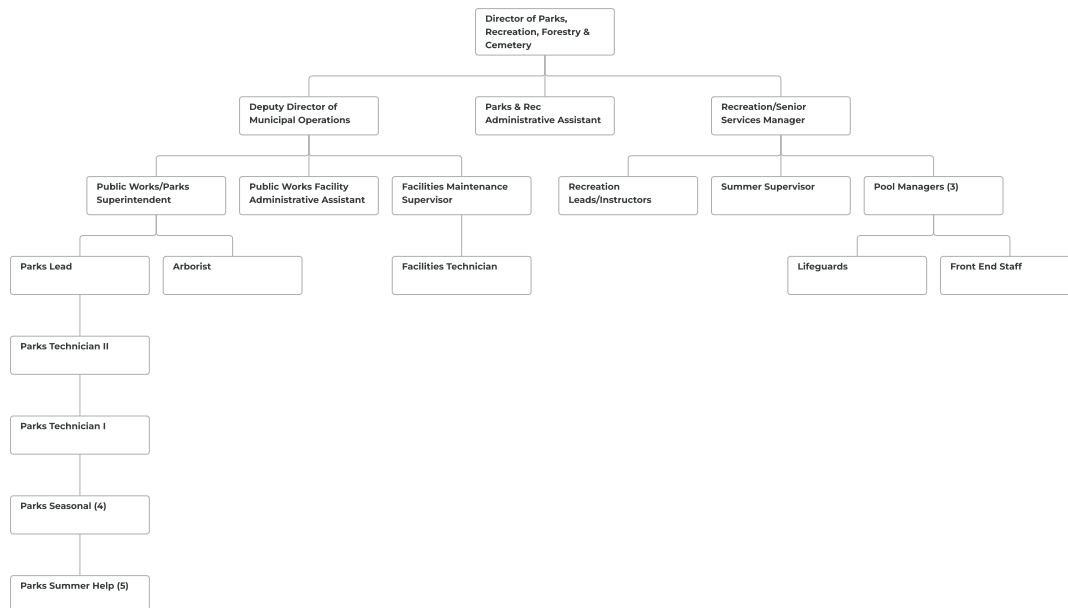 Director of Parks,
Recreation, Forestry &
Cemetery
Deputy Director of
Municipal Operations
Parks & Rec
Administrative Assistant
Recreation/Senior
Services Manager
Public Works/Parks
Superintendent
Public Works Facility
Administrative Assistant
Facilities Maintenance
Supervisor
Recreation
Leads/Instructors
Summer Supervisor
Pool Managers (3)
Parks Lead
Arborist
Facilities Technician
Lifeguards
Front End Staff
Parks Technician II
Parks Technician I
Parks Seasonal (4)
Parks Summer Help (5)